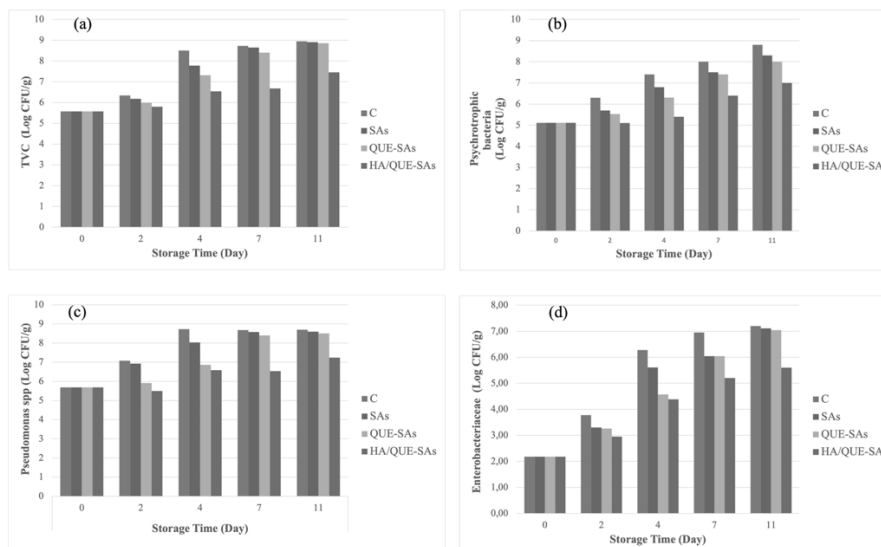 (a)
10
9
8
7
6
5
4
3
2
1
0
TVC (Log CFU/g)
0 2 4 7 11
Storage Time (Day)
C
SAs
QUE-SAs
HA/QUE-SAs
(b)
10
9
8
7
6
5
4
3
2
1
0
Psychrotrophic
bacteria
(Log CFU/g)
0 2 4 7 11
Storage Time (Day)
C
SAs
QUE-SAs
HA/QUE-SA
(c)
10
9
8
7
6
5
4
3
2
1
0
Pseudomonas spp (Log CFU/g)
0 2 4 7 11
Storage Time (Day)
C
SAs
QUE-SAs
HA/QUE-SAs
(d)
9,00
8,00
7,00
6,00
5,00
4,00
3,00
2,00
1,00
0,00
Enterobacteriaceae (Log CFU/g)
0 2 4 7 11
Storage Time (Day)
C
SAs
QUE-SAs
HA/QUE-SA